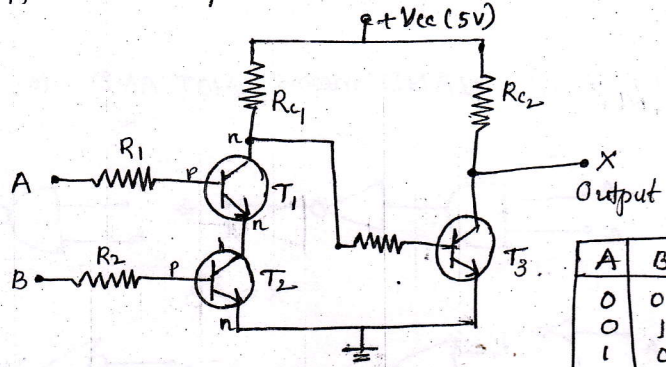 +Vcc (5V)
Rc1
Rc2
n
R1
P
A
T1
n
X
Output
R2
P
B
T2
n
T3.
A B
0 0
0 1
1 0